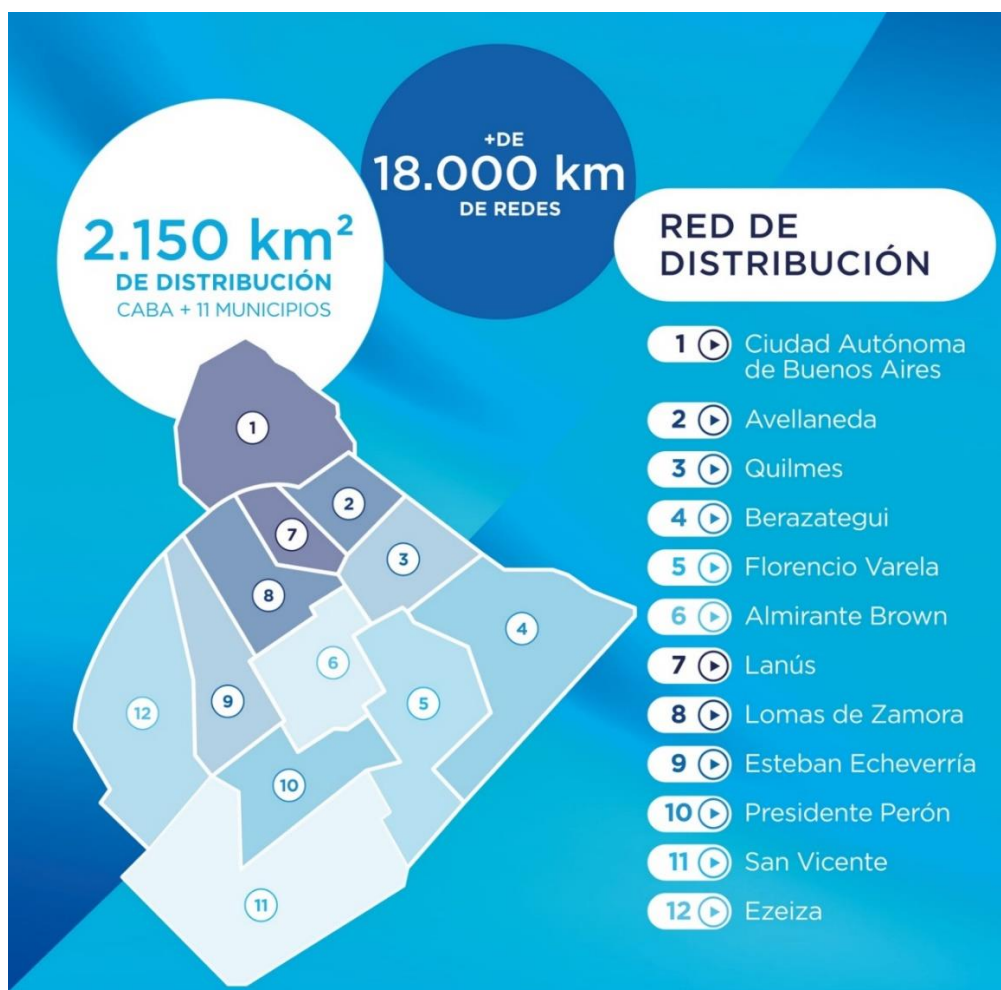 +DE
18.000 km
DE REDES
2.150 km²
DE DISTRIBUCIÓN
CABA + 11 MUNICIPIOS
RED DE
DISTRIBUCIÓN
1 Ciudad Autónoma
de Buenos Aires
2 Avellaneda
3 Quilmes
4 Berazategui
5 Florencio Varela
6 Almirante Brown
7 Lanús
8 Lomas de Zamora
9 Esteban Echeverría
10 Presidente Perón
11 San Vicente
12 Ezeiza
1
2
7
3
8
4
6
9
5
12
10
11